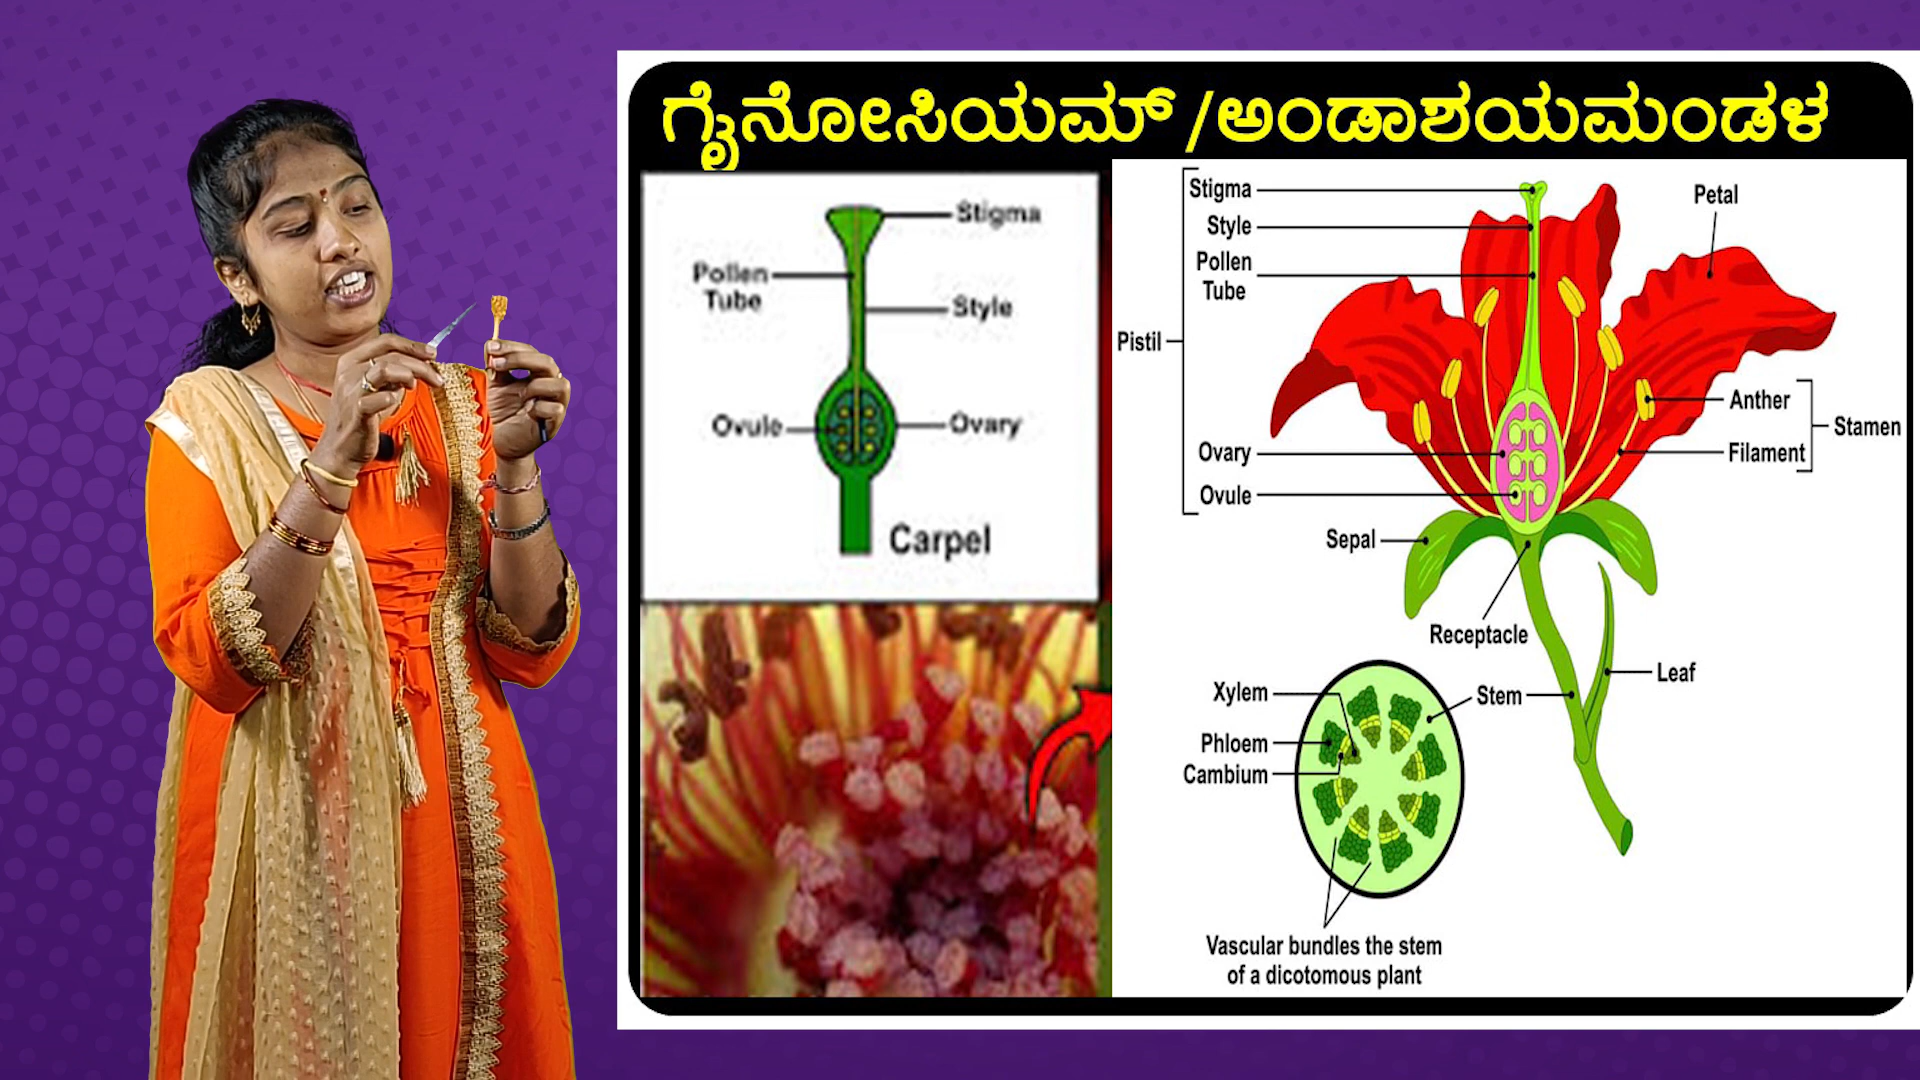 ಗೈನೋಸಿಯಮ್ /ಅಂಡಾಶಯಮಂಡಳ
Stigma
Pollen
Tube
Style
Ovule
Ovary
Carpel
Stigma
Style
Pollen
Tube
Pistil
Ovary
Ovule
Sepal
Petal
Anther
Filament
Stamen
Receptacle
Leaf
Stem
Xylem
Phloem
Cambium
Vascular bundles the stem
of a dicotomous plant